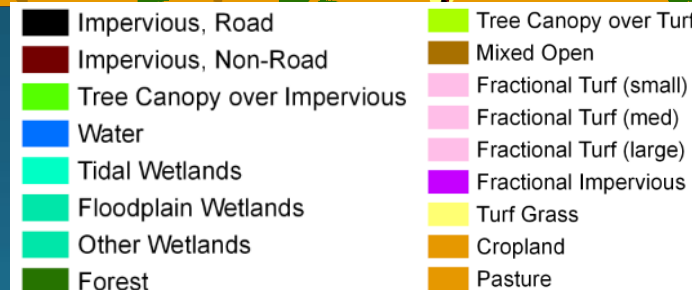 Impervious, Road
Impervious, Non-Road
Tree Canopy over Impervious
Water
Tidal Wetlands
Floodplain Wetlands
Other Wetlands
Forest
Tree Canopy over Turf
Mixed Open
Fractional Turf (small)
Fractional Turf (med)
Fractional Turf (large)
Fractional Impervious
Turf Grass
Cropland
Pasture